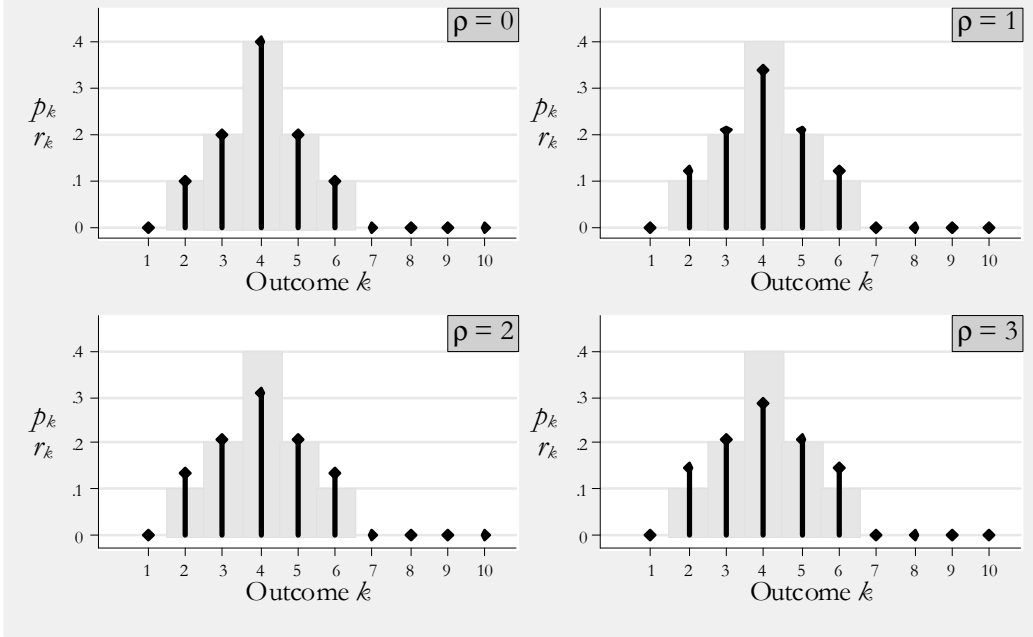 ρ = 0
.4
.3
.2
.1
0
p_k
r_k
1 2 3 4 5 6 7 8 9 10
Outcome k
ρ = 1
.4
.3
.2
.1
0
p_k
r_k
1 2 3 4 5 6 7 8 9 10
Outcome k
ρ = 2
.4
.3
.2
.1
0
p_k
r_k
1 2 3 4 5 6 7 8 9 10
Outcome k
ρ = 3
.4
.3
.2
.1
0
p_k
r_k
1 2 3 4 5 6 7 8 9 10
Outcome k